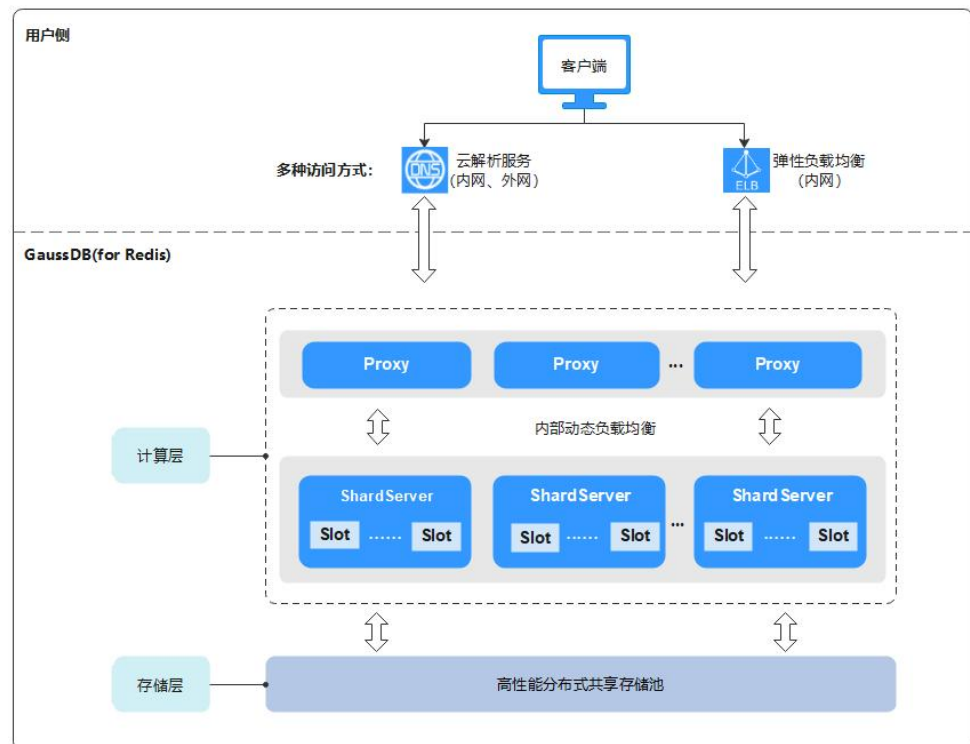 用户侧
客户端
多种访问方式：
DNS
云解析服务
(内网、外网)
ELB
弹性负载均衡
(内网)
GaussDB(for Redis)
Proxy
Proxy
...
Proxy
内部动态负载均衡
计算层
ShardServer
ShardServer
ShardServer
Slot
......
Slot
Slot
......
Slot
...
Slot
......
Slot
存储层
高性能分布式共享存储池